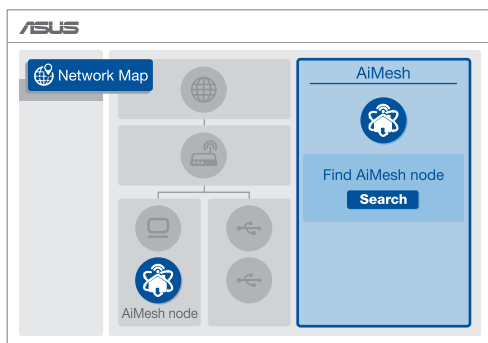 ASUS
Network Map
AiMesh
Find AiMesh node
Search
AiMesh node